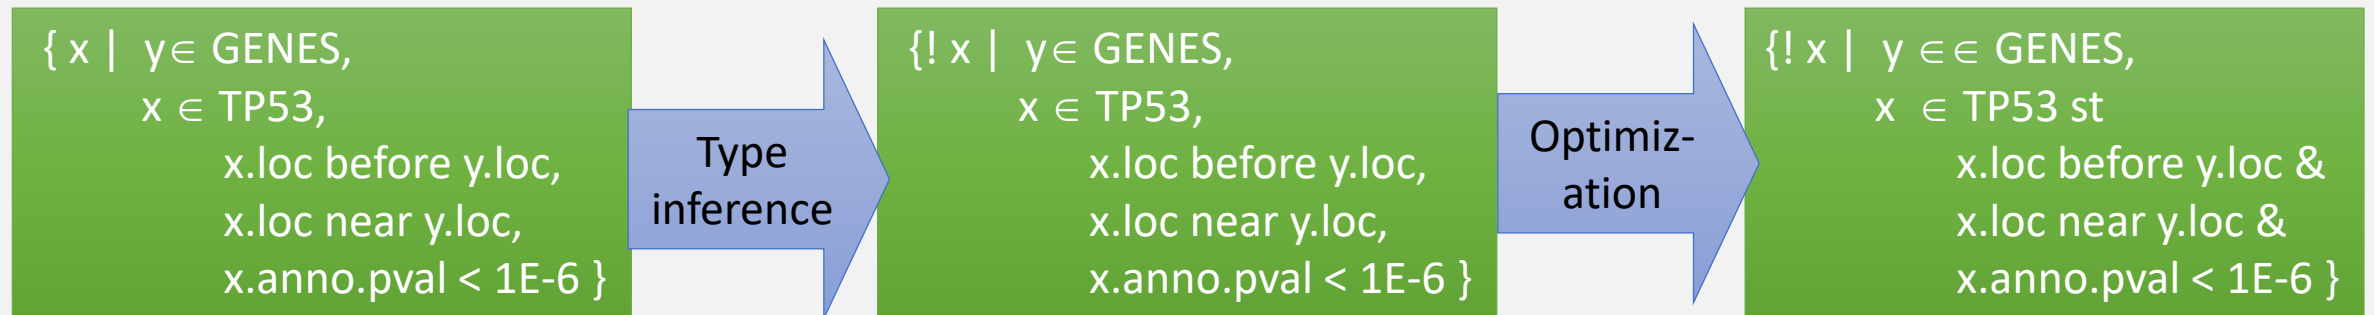 { x | y ∈ GENES,
x ∈ TP53,
x.loc before y.loc,
x.loc near y.loc,
x.anno.pval < 1E-6 }
Type
inference
{! x | y ∈ GENES,
x ∈ TP53,
x.loc before y.loc,
x.loc near y.loc,
x.anno.pval < 1E-6 }
Optimiz-
ation
{! x | y ∈∈ GENES,
x ∈ TP53 st
x.loc before y.loc &
x.loc near y.loc &
x.anno.pval < 1E-6 }